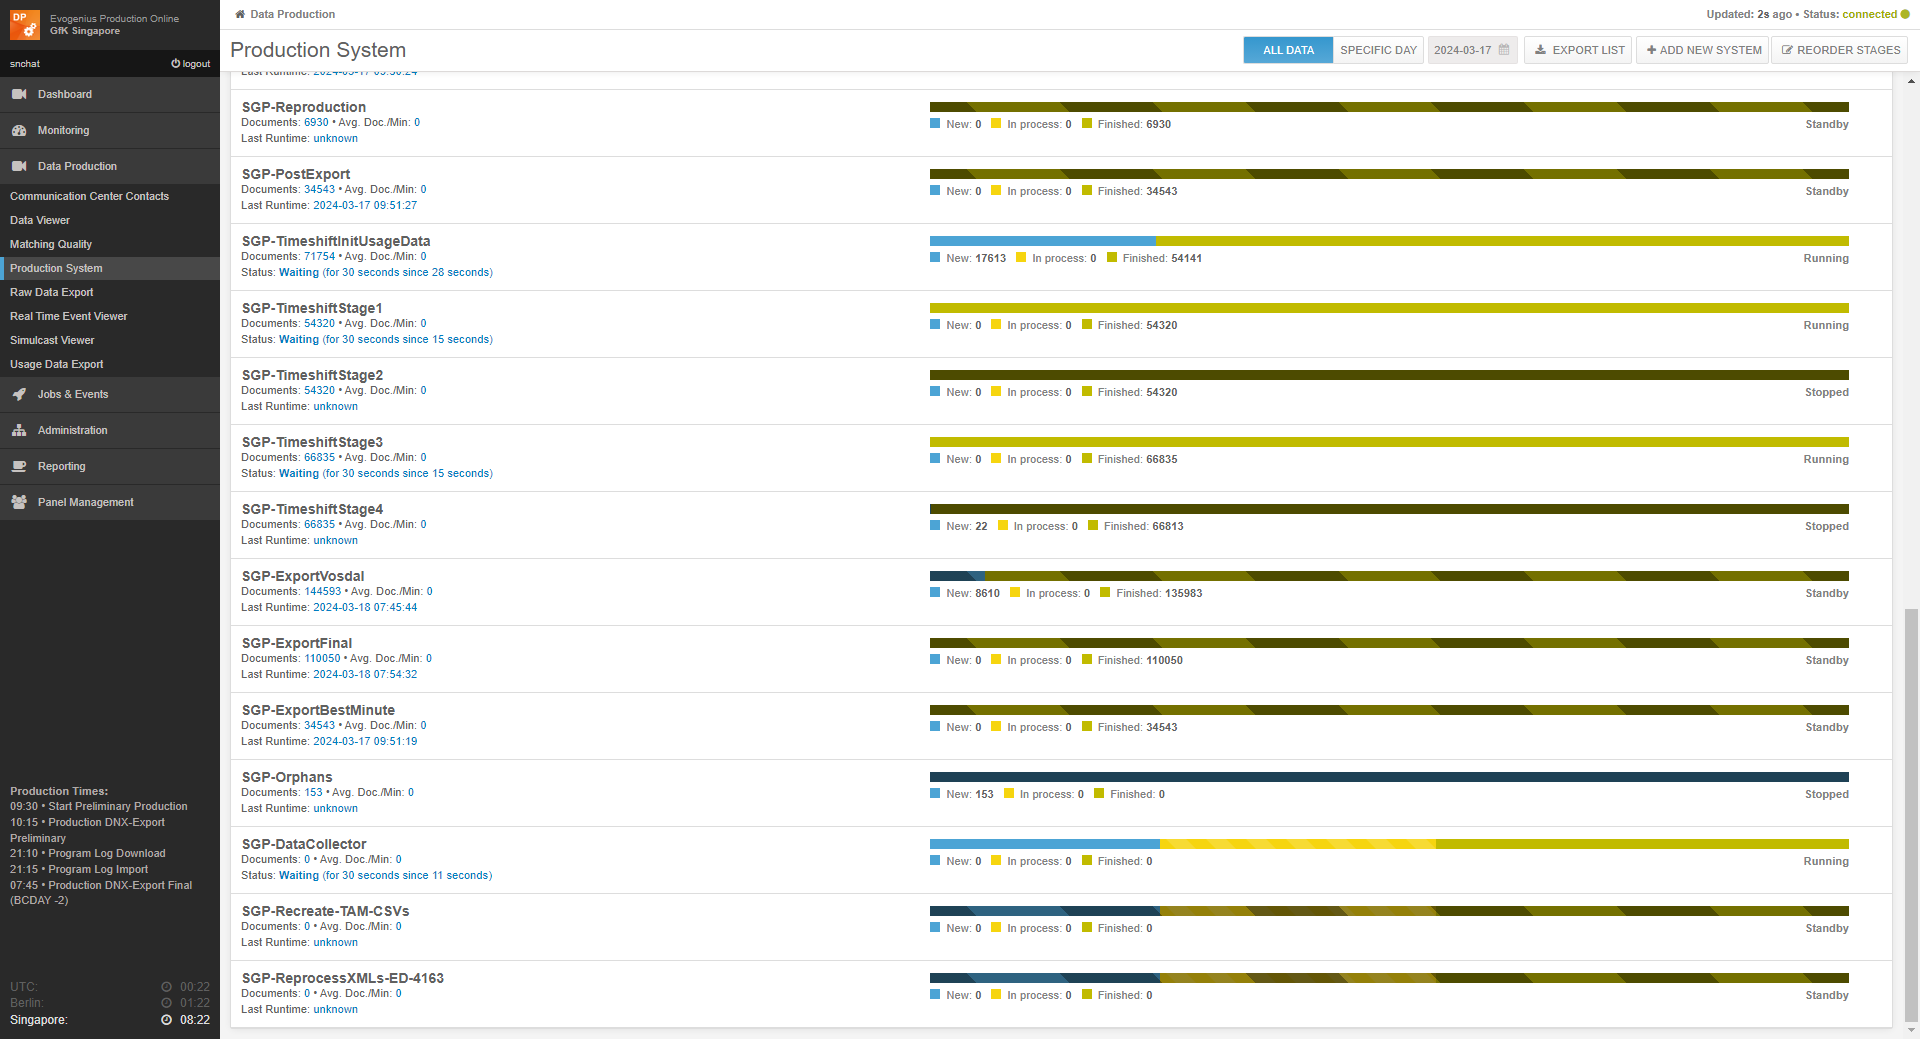 DP
Evogenius Production Online
GfK Singapore
snchat
logout
Dashboard
Monitoring
Data Production
Communication Center Contacts
Data Viewer
Matching Quality
Production System
Raw Data Export
Real Time Event Viewer
Simulcast Viewer
Usage Data Export
Jobs & Events
Administration
Reporting
Panel Management
Production Times:
09:30 • Start Preliminary Production
10:15 • Production DNX-Export
Preliminary
21:10 • Program Log Download
21:15 • Program Log Import
07:45 • Production DNX-Export Final
(BCDAY -2)
UTC: 00:22
Berlin: 01:22
Singapore: 08:22
Data Production
Updated: 2s ago • Status: connected
Production System
ALL DATA
SPECIFIC DAY
2024-03-17
EXPORT LIST
ADD NEW SYSTEM
REORDER STAGES
SGP-Reproduction
Documents: 6930 • Avg. Doc./Min: 0
Last Runtime: unknown
New: 0 In process: 0 Finished: 6930 Standby
SGP-PostExport
Documents: 34543 • Avg. Doc./Min: 0
Last Runtime: 2024-03-17 09:51:27
New: 0 In process: 0 Finished: 34543 Standby
SGP-TimeshiftInitUsageData
Documents: 71754 • Avg. Doc./Min: 0
Status: Waiting (for 30 seconds since 28 seconds)
New: 17613 In process: 0 Finished: 54141 Running
SGP-TimeshiftStage1
Documents: 54320 • Avg. Doc./Min: 0
Status: Waiting (for 30 seconds since 15 seconds)
New: 0 In process: 0 Finished: 54320 Running
SGP-TimeshiftStage2
Documents: 54320 • Avg. Doc./Min: 0
Last Runtime: unknown
New: 0 In process: 0 Finished: 54320 Stopped
SGP-TimeshiftStage3
Documents: 66835 • Avg. Doc./Min: 0
Status: Waiting (for 30 seconds since 15 seconds)
New: 0 In process: 0 Finished: 66835 Running
SGP-TimeshiftStage4
Documents: 66835 • Avg. Doc./Min: 0
Last Runtime: unknown
New: 22 In process: 0 Finished: 66813 Stopped
SGP-ExportVosdal
Documents: 144593 • Avg. Doc./Min: 0
Last Runtime: 2024-03-18 07:45:44
New: 8610 In process: 0 Finished: 135983 Standby
SGP-ExportFinal
Documents: 110050 • Avg. Doc./Min: 0
Last Runtime: 2024-03-18 07:54:32
New: 0 In process: 0 Finished: 110050 Standby
SGP-ExportBestMinute
Documents: 34543 • Avg. Doc./Min: 0
Last Runtime: 2024-03-17 09:51:19
New: 0 In process: 0 Finished: 34543 Standby
SGP-Orphans
Documents: 153 • Avg. Doc./Min: 0
Last Runtime: unknown
New: 153 In process: 0 Finished: 0 Stopped
SGP-DataCollector
Documents: 0 • Avg. Doc./Min: 0
Status: Waiting (for 30 seconds since 11 seconds)
New: 0 In process: 0 Finished: 0 Running
SGP-Recreate-TAM-CSVs
Documents: 0 • Avg. Doc./Min: 0
Last Runtime: unknown
New: 0 In process: 0 Finished: 0 Standby
SGP-ReprocessXMLs-ED-4163
Documents: 0 • Avg. Doc./Min: 0
Last Runtime: unknown
New: 0 In process: 0 Finished: 0 Standby